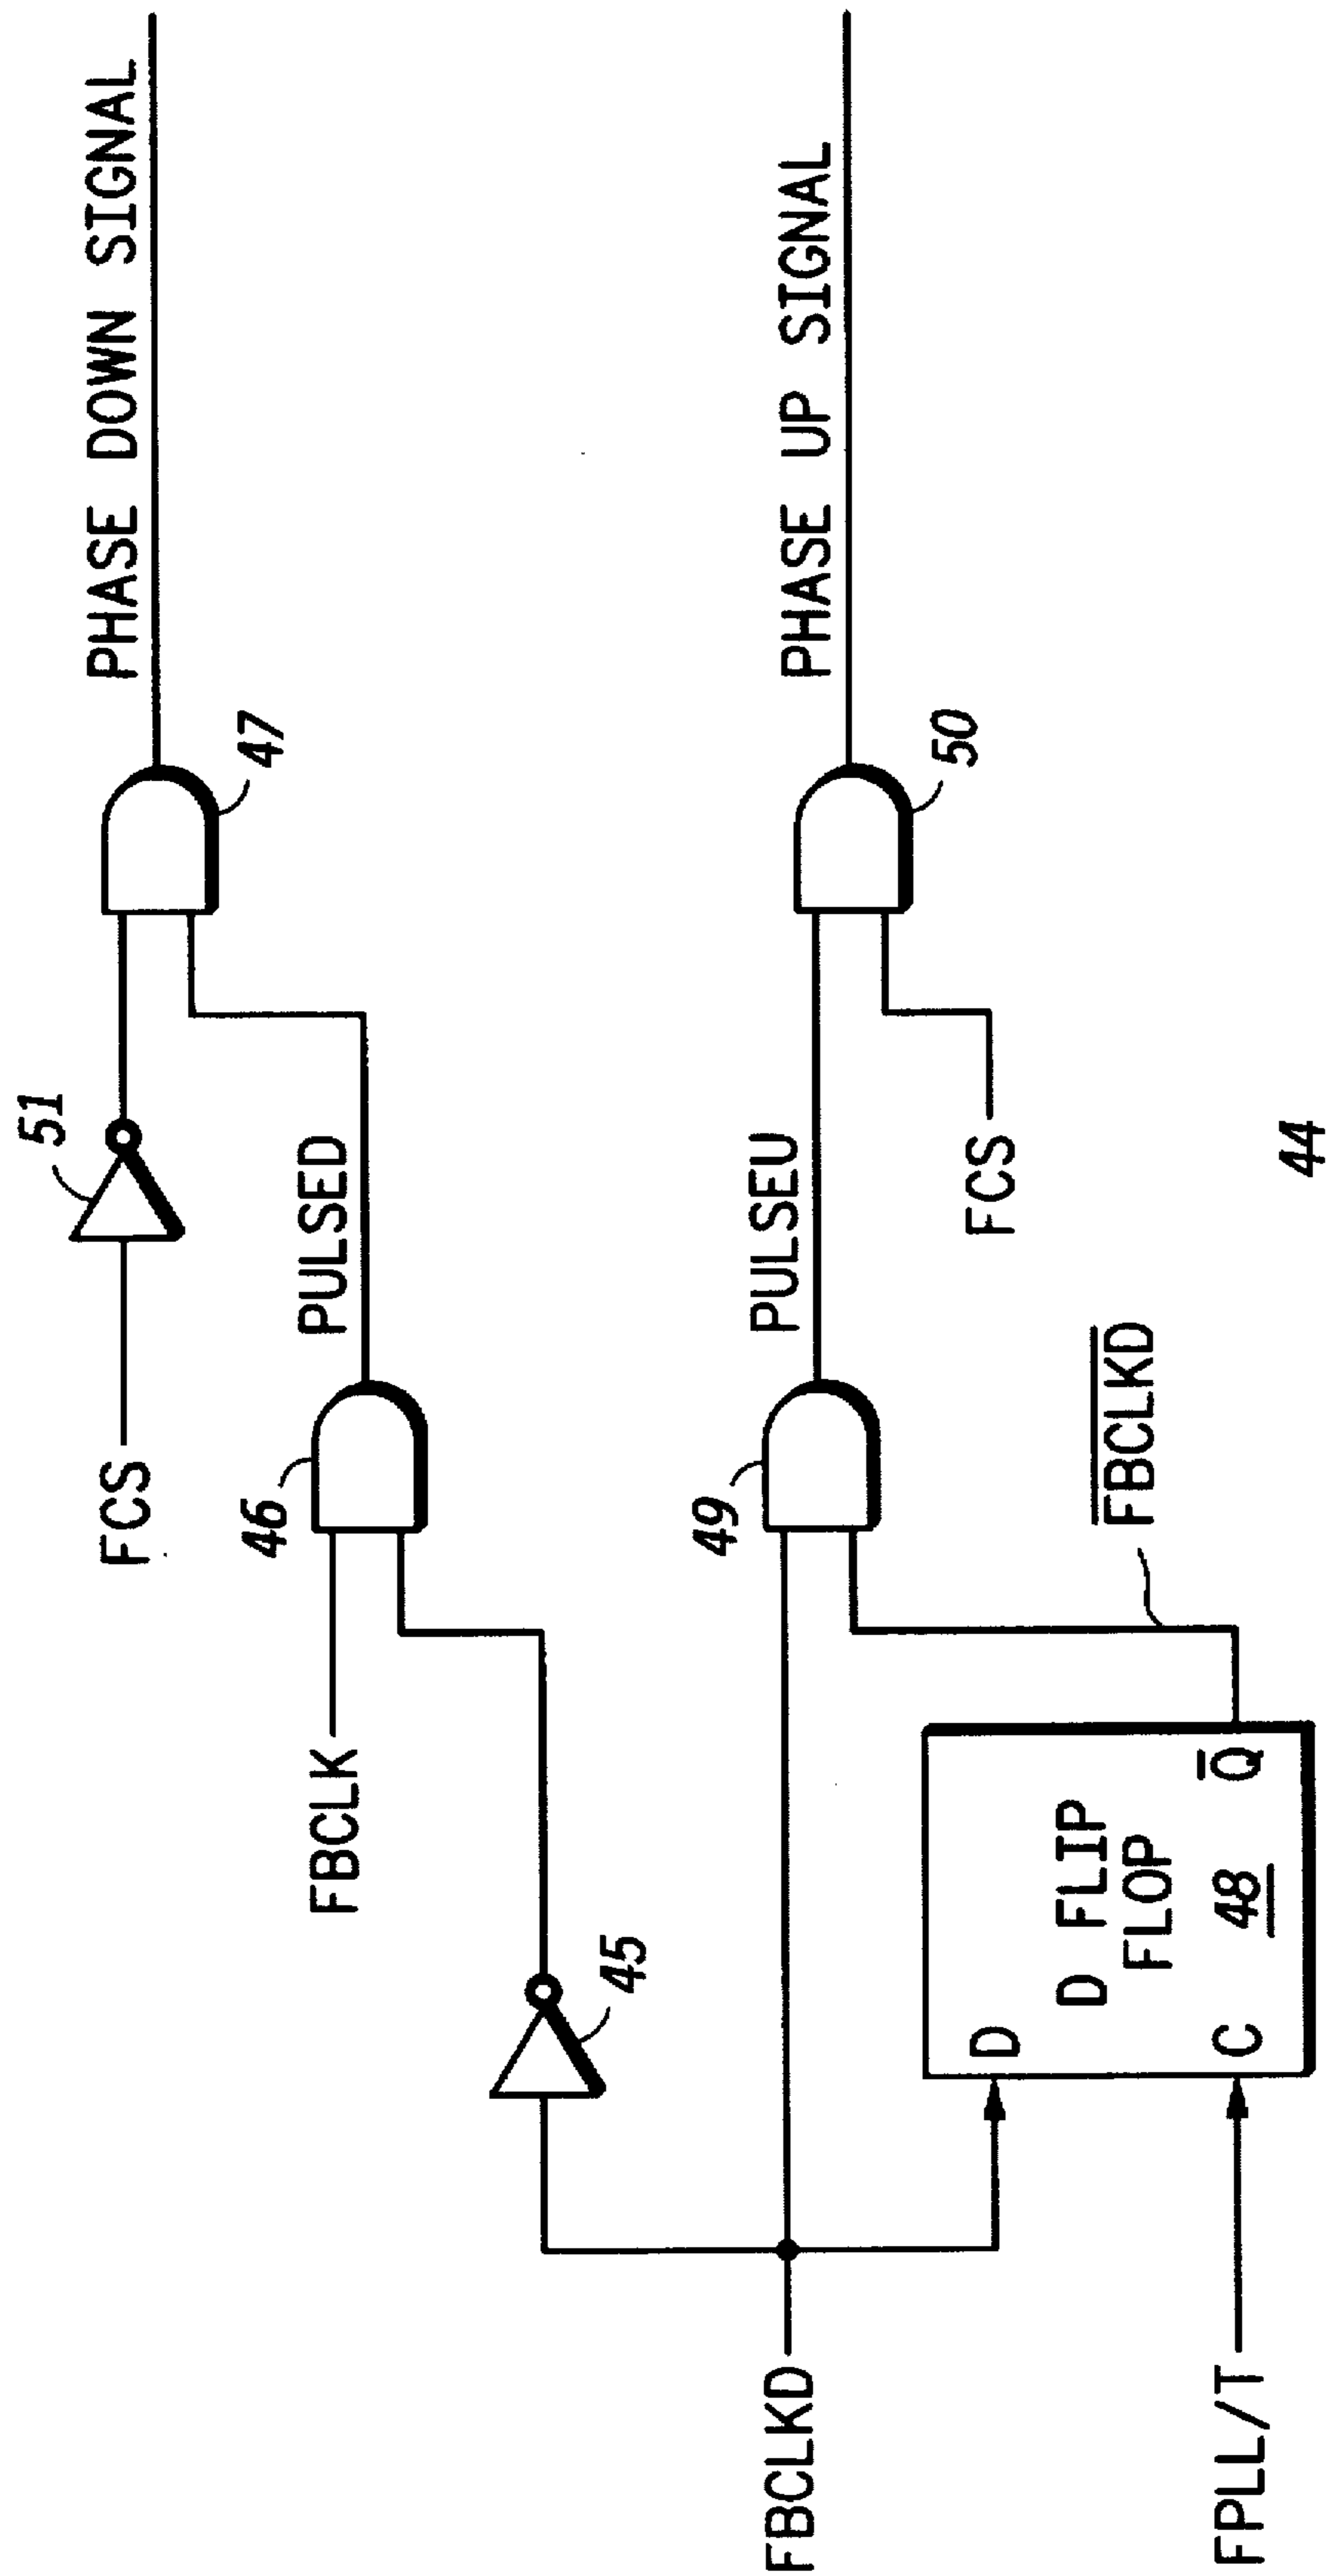 PHASE DOWN SIGNAL
51
47
FCS
PULSED
FBCLK
46
45
PHASE UP SIGNAL
PULSEU
50
49
FBCLKD
FCS
FBCLKD
D
D FLIP
FLOP
C
48
Q
FPLL/T
44